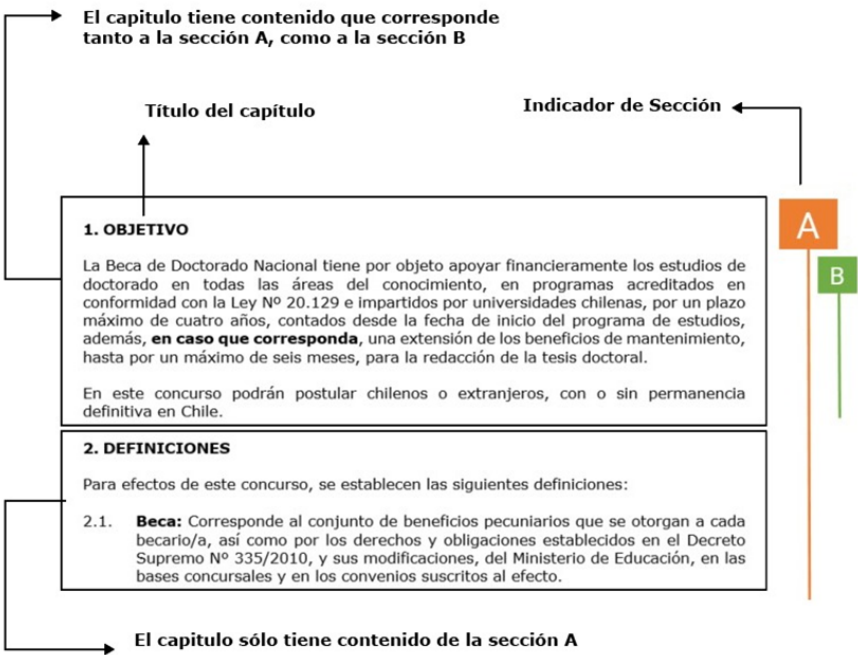 El capitulo tiene contenido que corresponde
tanto a la sección A, como a la sección B
Título del capítulo
Indicador de Sección
A
B
1. OBJETIVO
La Beca de Doctorado Nacional tiene por objeto apoyar financieramente los estudios de
doctorado en todas las áreas del conocimiento, en programas acreditados en
conformidad con la Ley Nº 20.129 e impartidos por universidades chilenas, por un plazo
máximo de cuatro años, contados desde la fecha de inicio del programa de estudios,
además, en caso que corresponda, una extensión de los beneficios de mantenimiento,
hasta por un máximo de seis meses, para la redacción de la tesis doctoral.
En este concurso podrán postular chilenos o extranjeros, con o sin permanencia
definitiva en Chile.
2. DEFINICIONES
Para efectos de este concurso, se establecen las siguientes definiciones:
2.1. Beca: Corresponde al conjunto de beneficios pecuniarios que se otorgan a cada
becario/a, así como por los derechos y obligaciones establecidos en el Decreto
Supremo Nº 335/2010, y sus modificaciones, del Ministerio de Educación, en las
bases concursales y en los convenios suscritos al efecto.
El capitulo sólo tiene contenido de la sección A